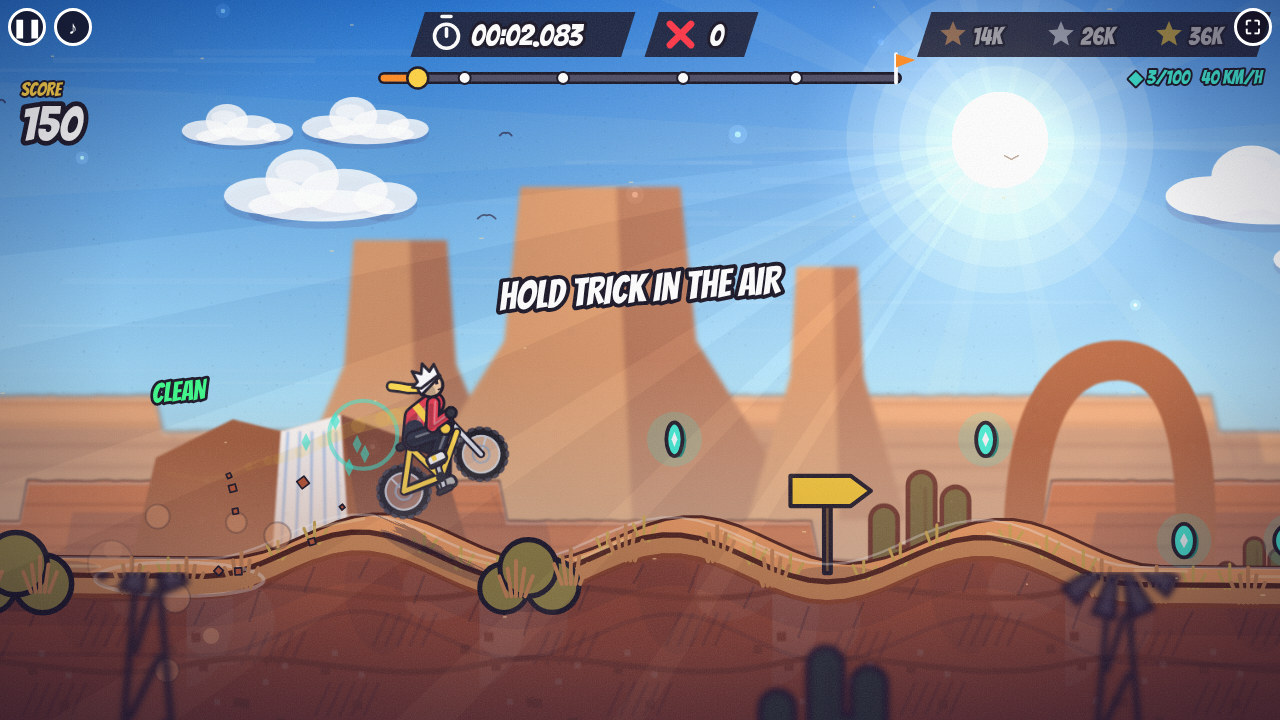 00:02.083
0
14K
26K
36K
3/100 40 KM/H
SCORE
150
HOLD TRICK IN THE AIR
CLEAN